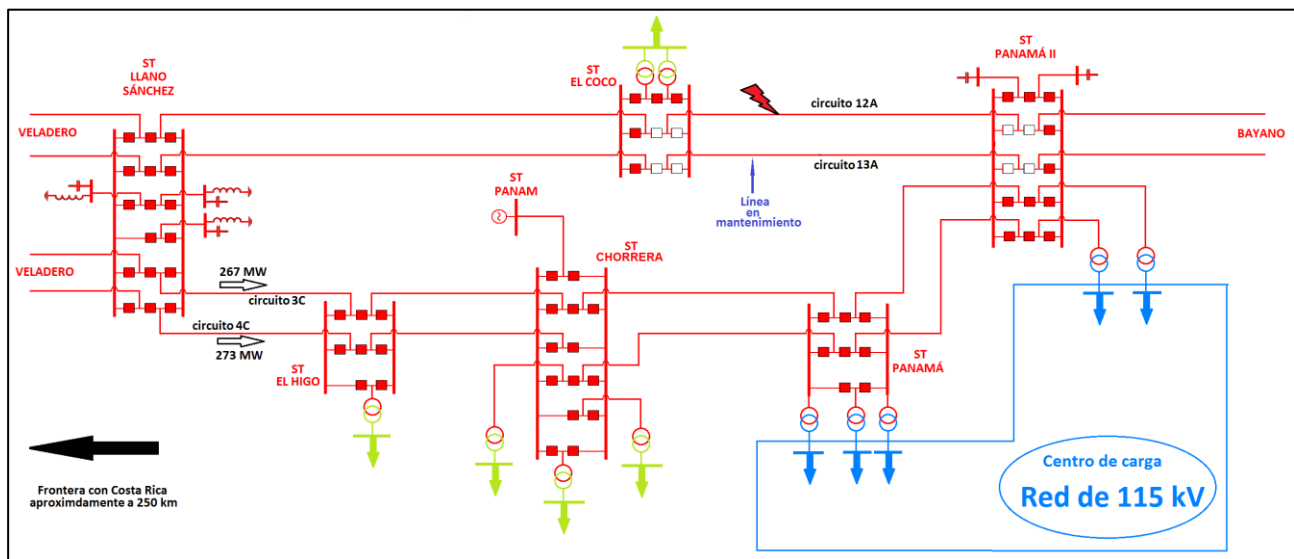 ST
LLANO
SÁNCHEZ
ST
EL COCO
ST
PANAMÁ II
circuito 12A
VELADERO
BAYANO
circuito 13A
Línea
en
mantenimiento
ST
PANAM
ST
CHORRERA
VELADERO
267 MW
circuito 3C
circuito 4C
273 MW
ST
EL HIGO
ST
PANAMÁ
Frontera con Costa Rica
aproximdamente a 250 km
Centro de carga
Red de 115 kV